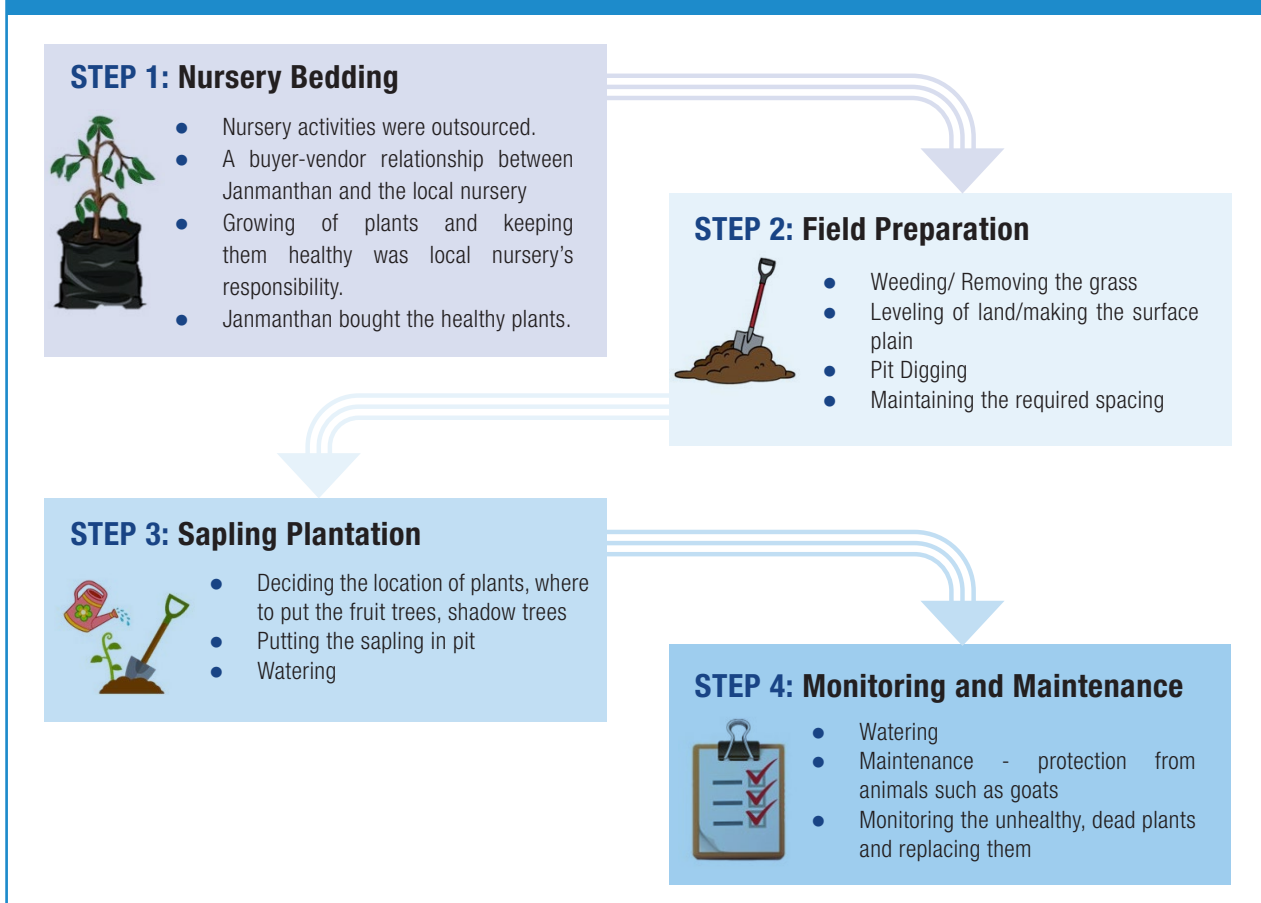 STEP 1: Nursery Bedding
● Nursery activities were outsourced.
● A buyer-vendor relationship between
Janmanthan and the local nursery
● Growing of plants and keeping
them healthy was local nursery's
responsibility.
● Janmanthan bought the healthy plants.
STEP 2: Field Preparation
● Weeding/ Removing the grass
● Leveling of land/making the surface
plain
● Pit Digging
● Maintaining the required spacing
STEP 3: Sapling Plantation
● Deciding the location of plants, where
to put the fruit trees, shadow trees
● Putting the sapling in pit
● Watering
STEP 4: Monitoring and Maintenance
● Watering
● Maintenance - protection from
animals such as goats
● Monitoring the unhealthy, dead plants
and replacing them